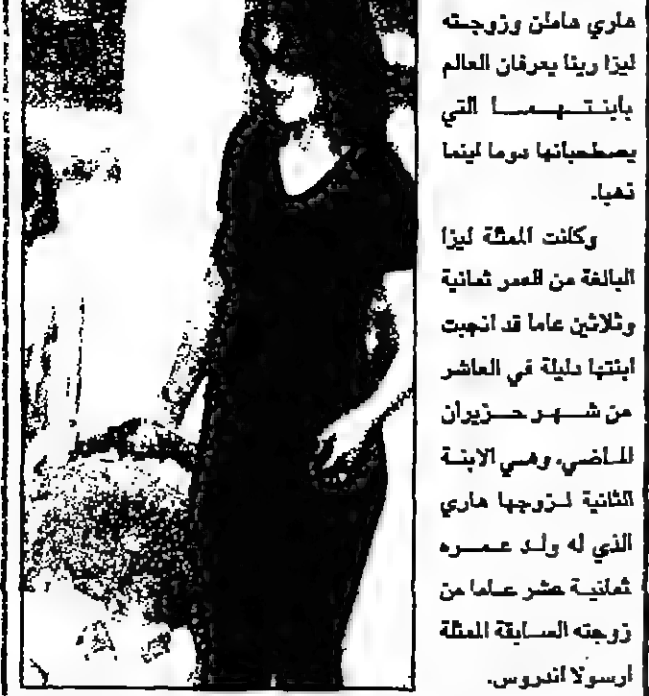 هاري هاملن وزوجته
ليزا رينا يعرفان العالم
بابنتهما التي
يصطحبانها دوما اينما
ذهبا.
وكانت الممثلة ليزا
البالغة من العمر ثمانية
وثلاثين عاما قد انجبت
ابنتها دليلة في العاشر
من شهر حزيران
الماضي، وهي الابنة
الثانية لزوجها هاري
الذي له ولد عمره
ثمانية عشر عاما من
زوجته السابقة الممثلة
ارسولا اندروس.